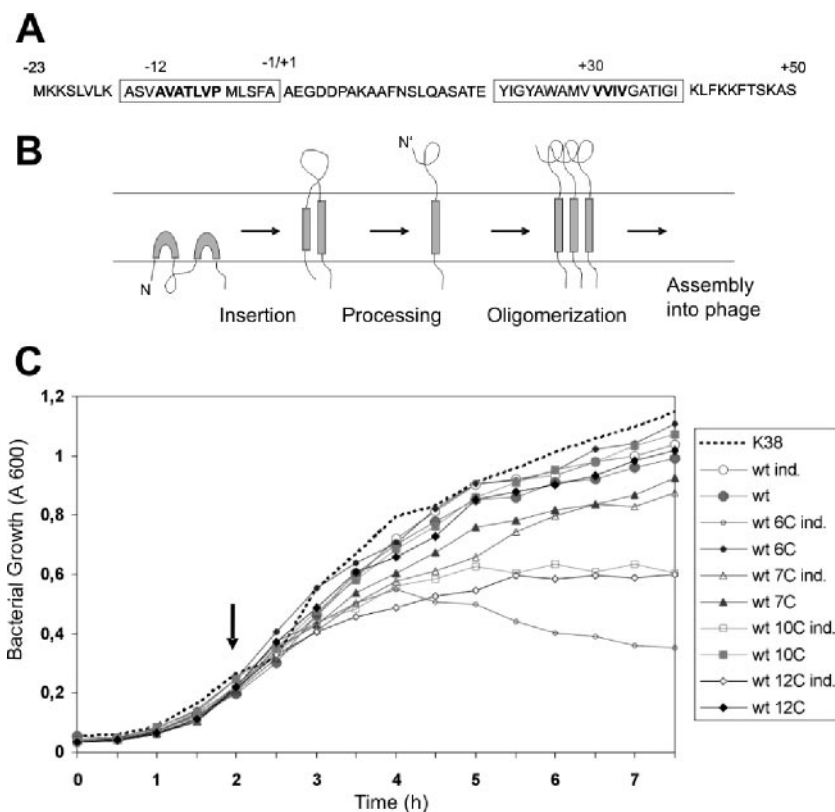 A
-23 -12 -1/+1 +30 +50
MKKSLVLK ASVAVATLVP MLSFA AEGDDPAKAAFNSLQASATE YIGYAWAMV VVIVGATIGI KLFKKFTSKAS
B
N'
N
Insertion Processing Oligomerization Assembly
into phage
C
Bacterial Growth (A 600)
1,2
1
0,8
0,6
0,4
0,2
0
0 1 2 3 4 5 6 7
Time (h)
K38
wt ind.
wt
wt 6C ind.
wt 6C
wt 7C ind.
wt 7C
wt 10C ind.
wt 10C
wt 12C ind.
wt 12C